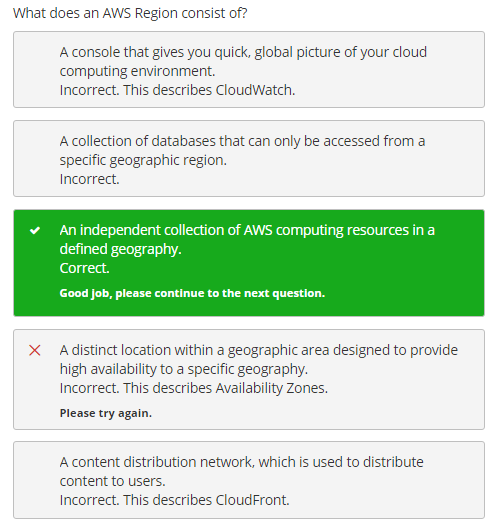 What does an AWS Region consist of?
A console that gives you quick, global picture of your cloud
computing environment.
Incorrect. This describes CloudWatch.
A collection of databases that can only be accessed from a
specific geographic region.
Incorrect.
An independent collection of AWS computing resources in a
defined geography.
Correct.
Good job, please continue to the next question.
A distinct location within a geographic area designed to provide
high availability to a specific geography.
Incorrect. This describes Availability Zones.
Please try again.
A content distribution network, which is used to distribute
content to users.
Incorrect. This describes CloudFront.